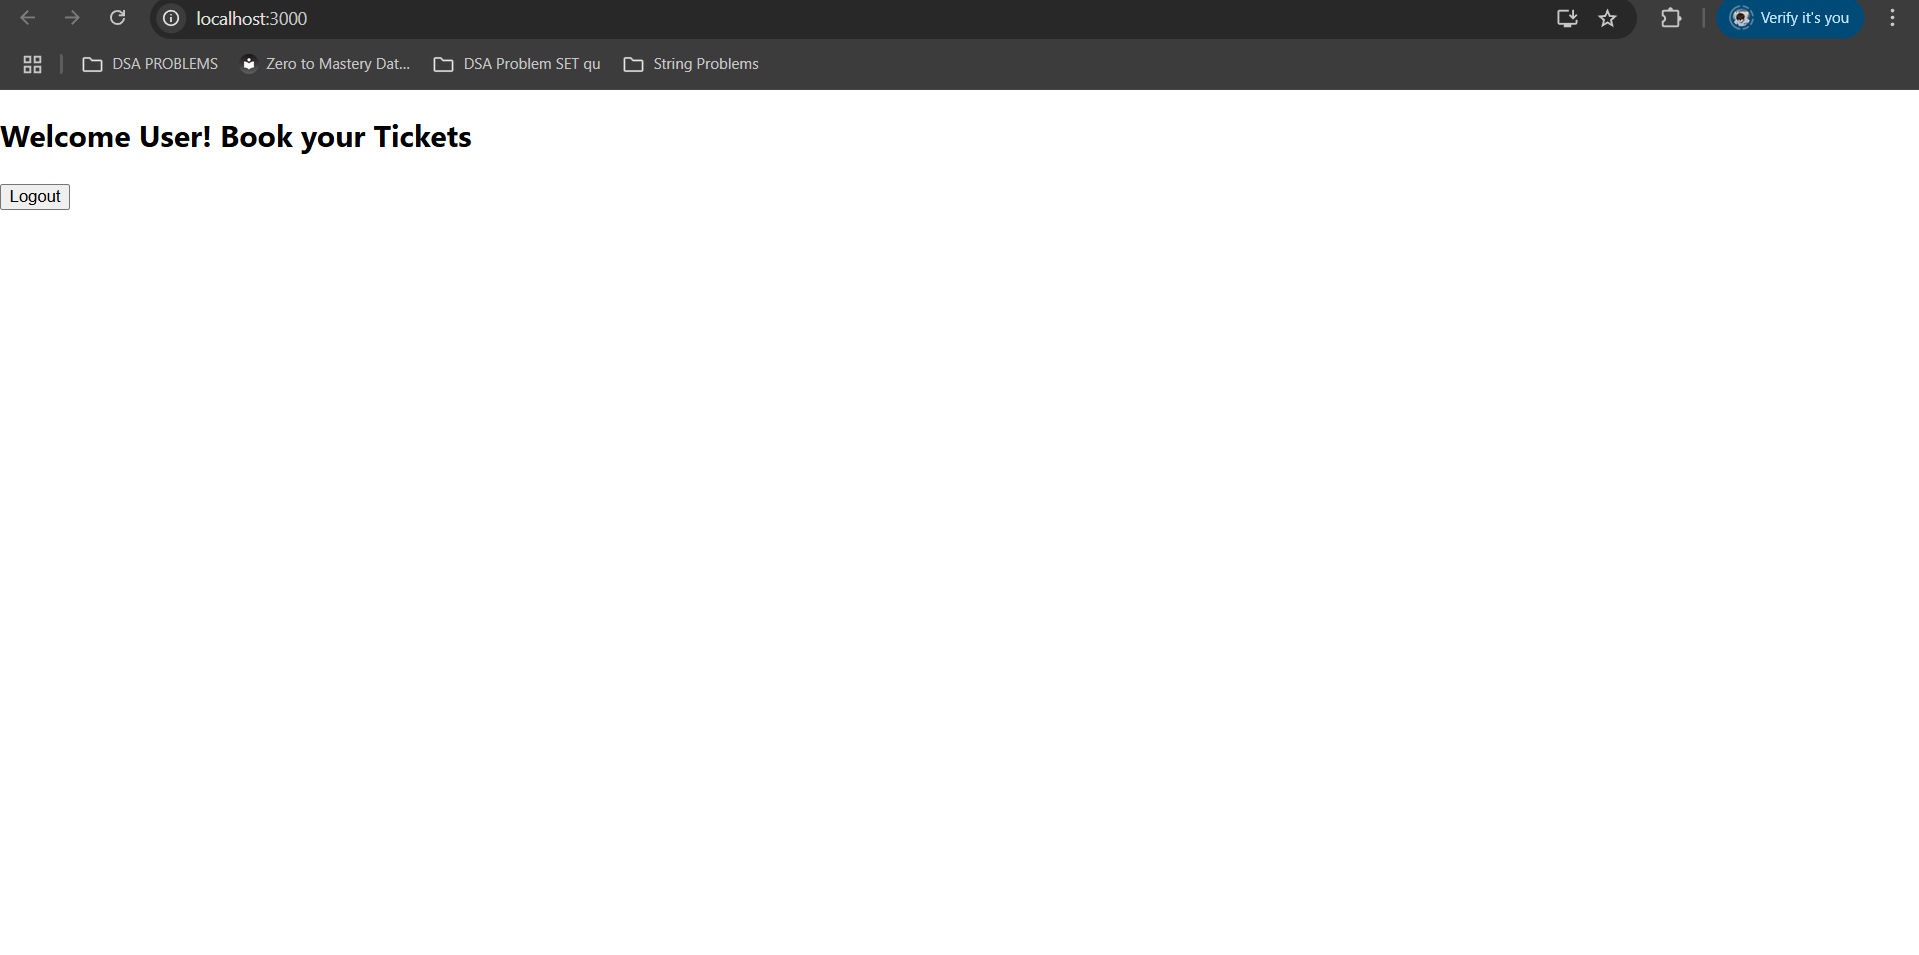 localhost:3000
Verify it's you
DSA PROBLEMS
Zero to Mastery Dat...
DSA Problem SET qu
String Problems
Welcome User! Book your Tickets
Logout